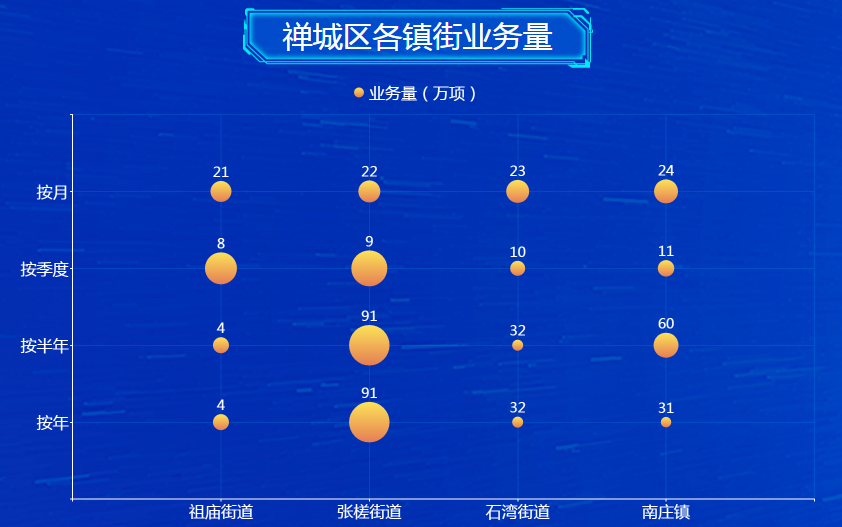 禅城区各镇街业务量
业务量（万项）
按月 21 22 23 24
按季度 8 9 10 11
按半年 4 91 32 60
按年 4 91 32 31
祖庙街道 张槎街道 石湾街道 南庄镇